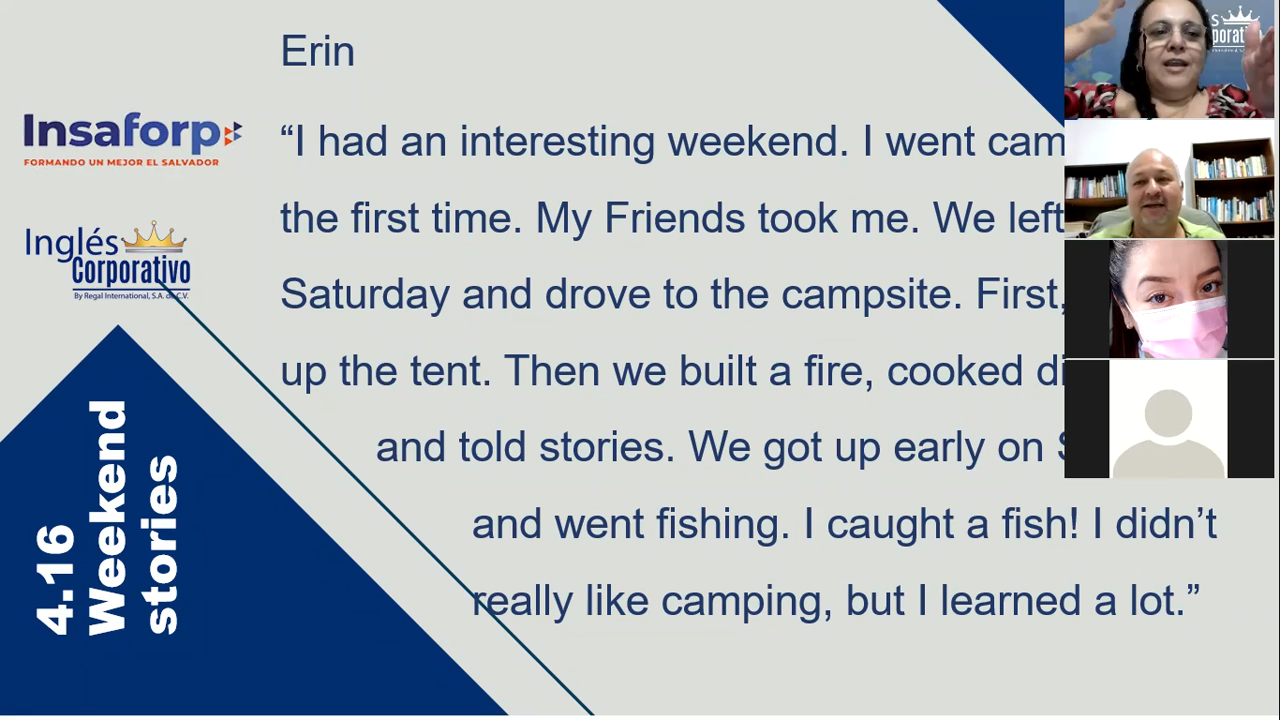 Erin
“I had an interesting weekend. I went cam
the first time. My Friends took me. We left
Saturday and drove to the campsite. First,
up the tent. Then we built a fire, cooked di
and told stories. We got up early on S
and went fishing. I caught a fish! I didn’t
really like camping, but I learned a lot.”
Insaforp
FORMANDO UN MEJOR EL SALVADOR
Inglés
Corporativo
By Regal International, S.A. de C.V.
4.16
Weekend
stories